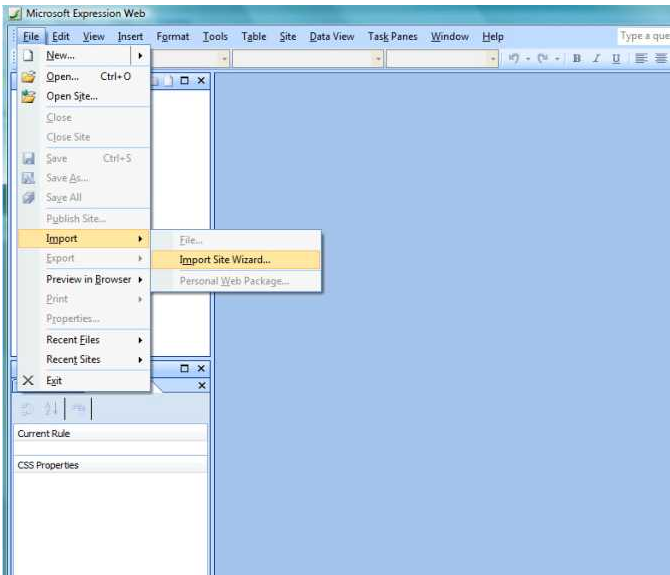 Microsoft Expression Web
File Edit View Insert Format Tools Table Site Data View Task Panes Window Help Type a que
New...
B I U
Open... Ctrl+O
Open Site...
Close
Close Site
Save Ctrl+S
Save As...
Save All
Publish Site...
Import
File...
Export
Import Site Wizard...
Preview in Browser
Personal Web Package...
Print
Properties...
Recent Files
Recent Sites
Exit
Current Rule
CSS Properties